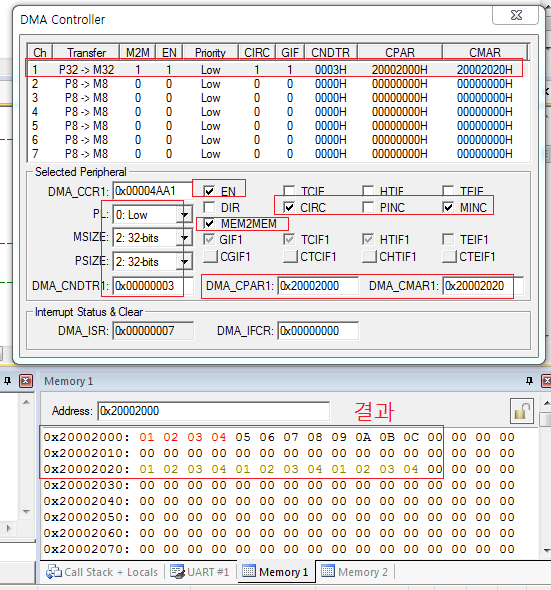 DMA Controller
Ch Transfer M2M EN Priority CIRC GIF CNDTR CPAR CMAR
1 P32 -> M32 1 1 Low 1 1 0003H 20002000H 20002020H
2 P8 -> M8 0 0 Low 0 0 0000H 00000000H 00000000H
3 P8 -> M8 0 0 Low 0 0 0000H 00000000H 00000000H
4 P8 -> M8 0 0 Low 0 0 0000H 00000000H 00000000H
5 P8 -> M8 0 0 Low 0 0 0000H 00000000H 00000000H
6 P8 -> M8 0 0 Low 0 0 0000H 00000000H 00000000H
7 P8 -> M8 0 0 Low 0 0 0000H 00000000H 00000000H
Selected Peripheral
DMA_CCR1: 0x00004AA1 EN TCIE HTIE TEIE
PL: 0: Low DIR CIRC PINC MINC
MEM2MEM
MSIZE: 2: 32-bits GIF1 TCIF1 HTIF1 TEIF1
PSIZE: 2: 32-bits CGIF1 CTCIF1 CHTIF1 CTEIF1
DMA_CNDTR1: 0x00000003 DMA_CPAR1: 0x20002000 DMA_CMAR1: 0x20002020
Interrupt Status & Clear
DMA_ISR: 0x00000007 DMA_IFCR: 0x00000000
Memory 1
Address: 0x20002000
결과
0x20002000: 01 02 03 04 05 06 07 08 09 0A 0B 0C 00 00 00 00
0x20002010: 00 00 00 00 00 00 00 00 00 00 00 00 00 00 00 00
0x20002020: 01 02 03 04 01 02 03 04 01 02 03 04 00 00 00 00
0x20002030: 00 00 00 00 00 00 00 00 00 00 00 00 00 00 00 00
0x20002040: 00 00 00 00 00 00 00 00 00 00 00 00 00 00 00 00
0x20002050: 00 00 00 00 00 00 00 00 00 00 00 00 00 00 00 00
0x20002060: 00 00 00 00 00 00 00 00 00 00 00 00 00 00 00 00
0x20002070: 00 00 00 00 00 00 00 00 00 00 00 00 00 00 00 00
Call Stack + Locals UART #1 Memory 1 Memory 2